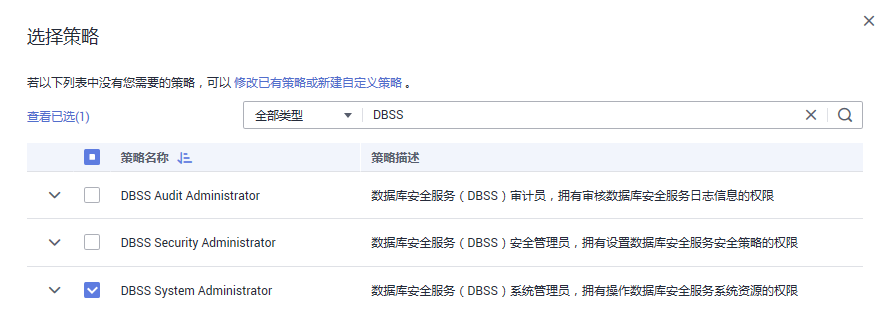 选择策略
若以下列表中没有您需要的策略，可以 修改已有策略或新建自定义策略 。
查看已选(1) 全部类型 DBSS
策略名称 策略描述
DBSS Audit Administrator 数据库安全服务（DBSS）审计员，拥有审核数据库安全服务日志信息的权限
DBSS Security Administrator 数据库安全服务（DBSS）安全管理员，拥有设置数据库安全服务安全策略的权限
DBSS System Administrator 数据库安全服务（DBSS）系统管理员，拥有操作数据库安全服务系统资源的权限